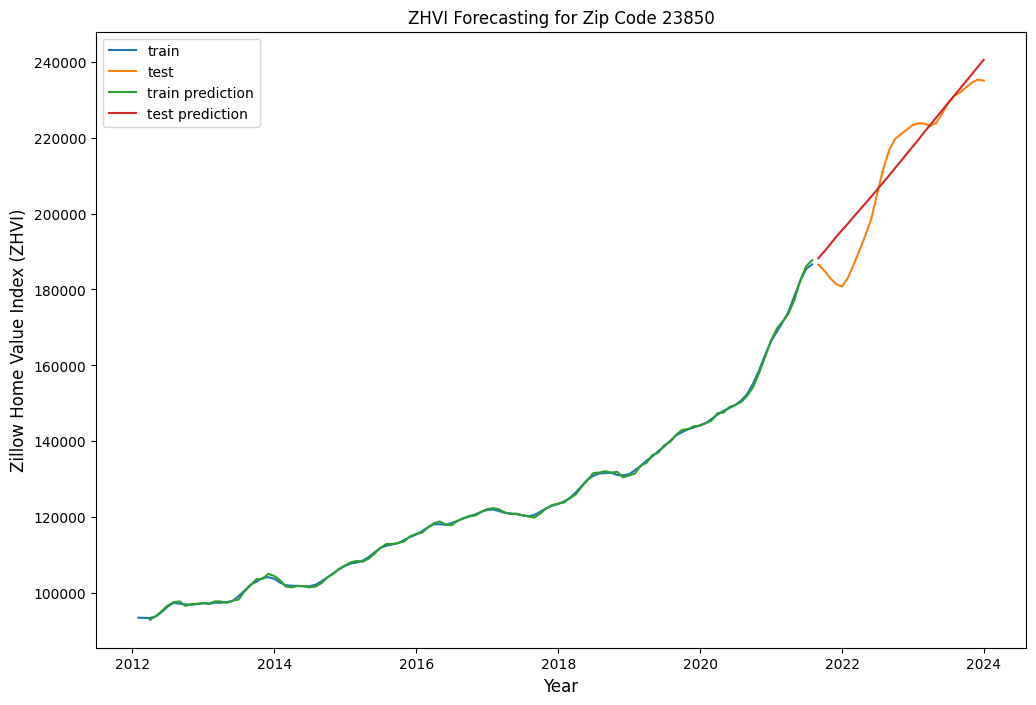 ZHVI Forecasting for Zip Code 23850
train
test
train prediction
test prediction
Zillow Home Value Index (ZHVI)
240000
220000
200000
180000
160000
140000
120000
100000
2012
2014
2016
2018
2020
2022
2024
Year